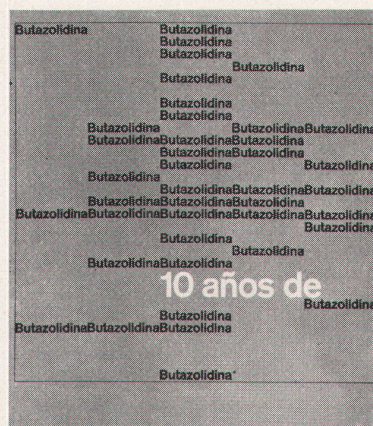 Butazolidina Butazolidina
Butazolidina
Butazolidina
Butazolidina
Butazolidina
Butazolidina
Butazolidina
Butazolidina ButazolidinaButazolidina
ButazolidinaButazolidinaButazolidina
ButazolidinaButazolidina
Butazolidina Butazolidina
Butazolidina
ButazolidinaButazolidinaButazolidina
ButazolidinaButazolidinaButazolidina
ButazolidinaButazolidinaButazolidinaButazolidinaButazolidina
Butazolidina
Butazolidina
Butazolidina
ButazolidinaButazolidina
10 años de
Butazolidina
Butazolidina
ButazolidinaButazolidinaButazolidina
Butazolidina*